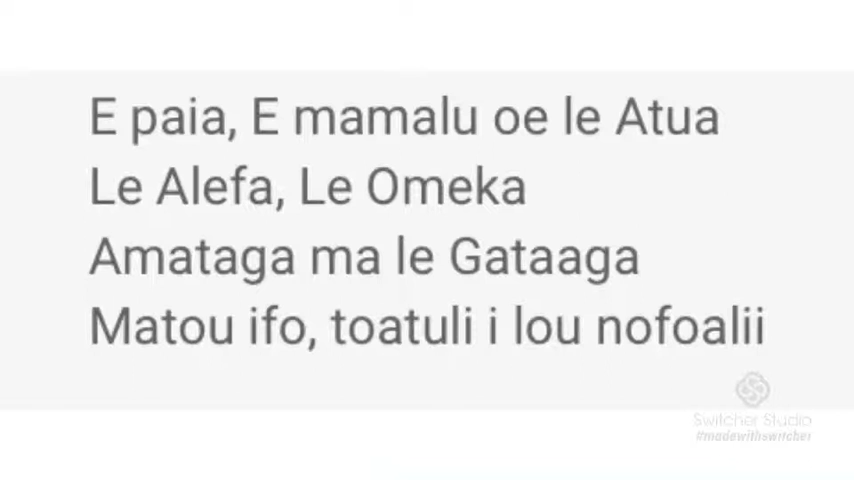 E paia, E mamalu oe le Atua
Le Alefa, Le Omeka
Amataga ma le Gataaga
Matou ifo, toatuli i lou nofoalii
Switcher Studio
#madewithswitcher